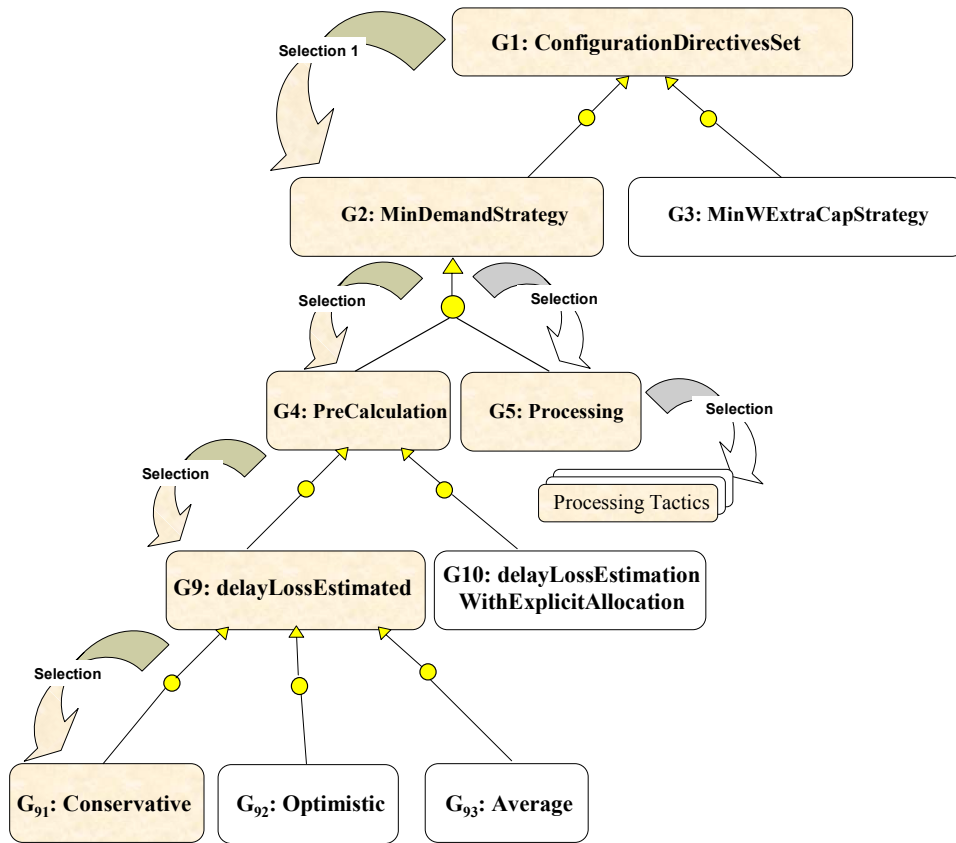 G1: ConfigurationDirectivesSet
Selection 1
G2: MinDemandStrategy
G3: MinWExtraCapStrategy
Selection
Selection
G4: PreCalculation
G5: Processing
Selection
Selection
Processing Tactics
G9: delayLossEstimated
G10: delayLossEstimation
WithExplicitAllocation
Selection
G91: Conservative
G92: Optimistic
G93: Average